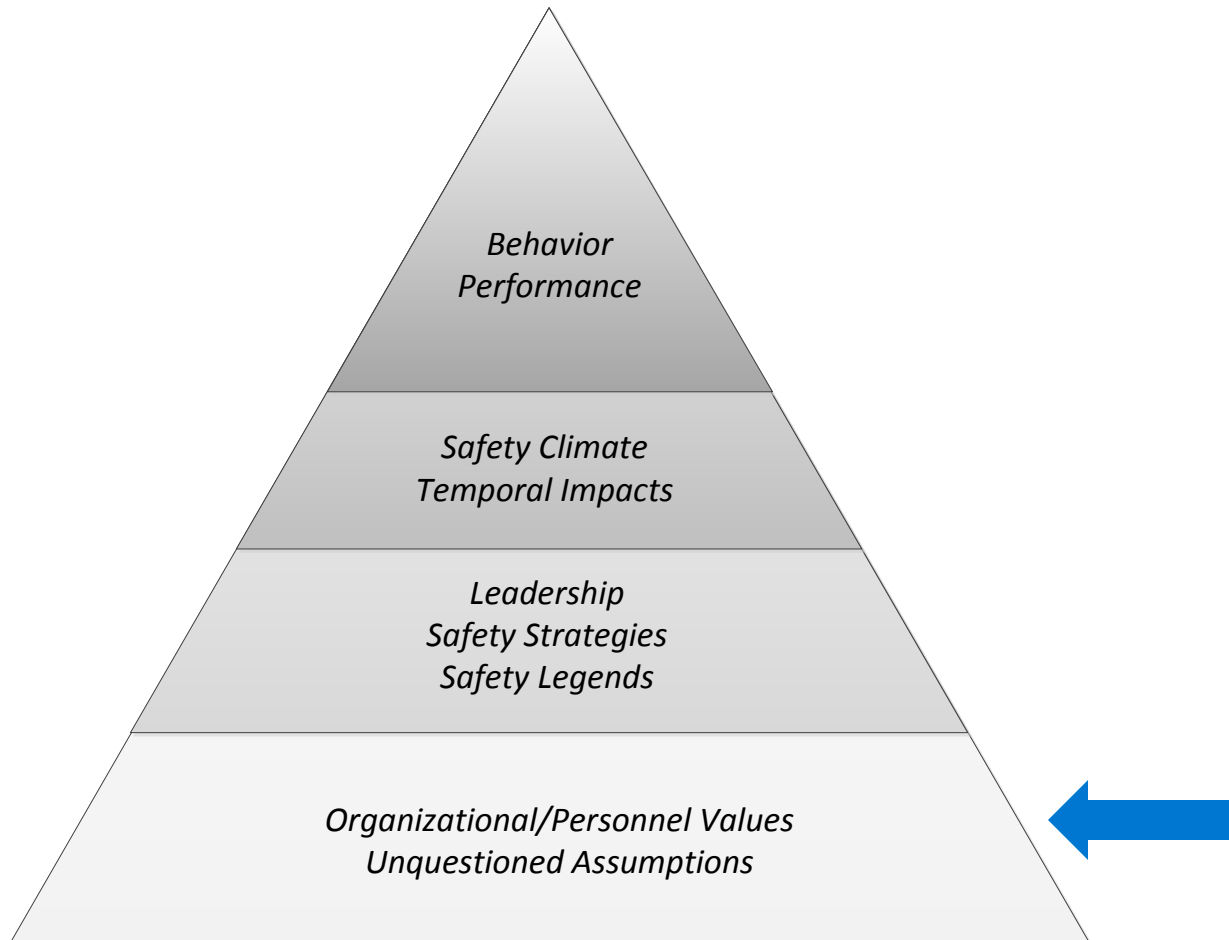 Behavior
Performance
Safety Climate
Temporal Impacts
Leadership
Safety Strategies
Safety Legends
Organizational/Personnel Values
Unquestioned Assumptions